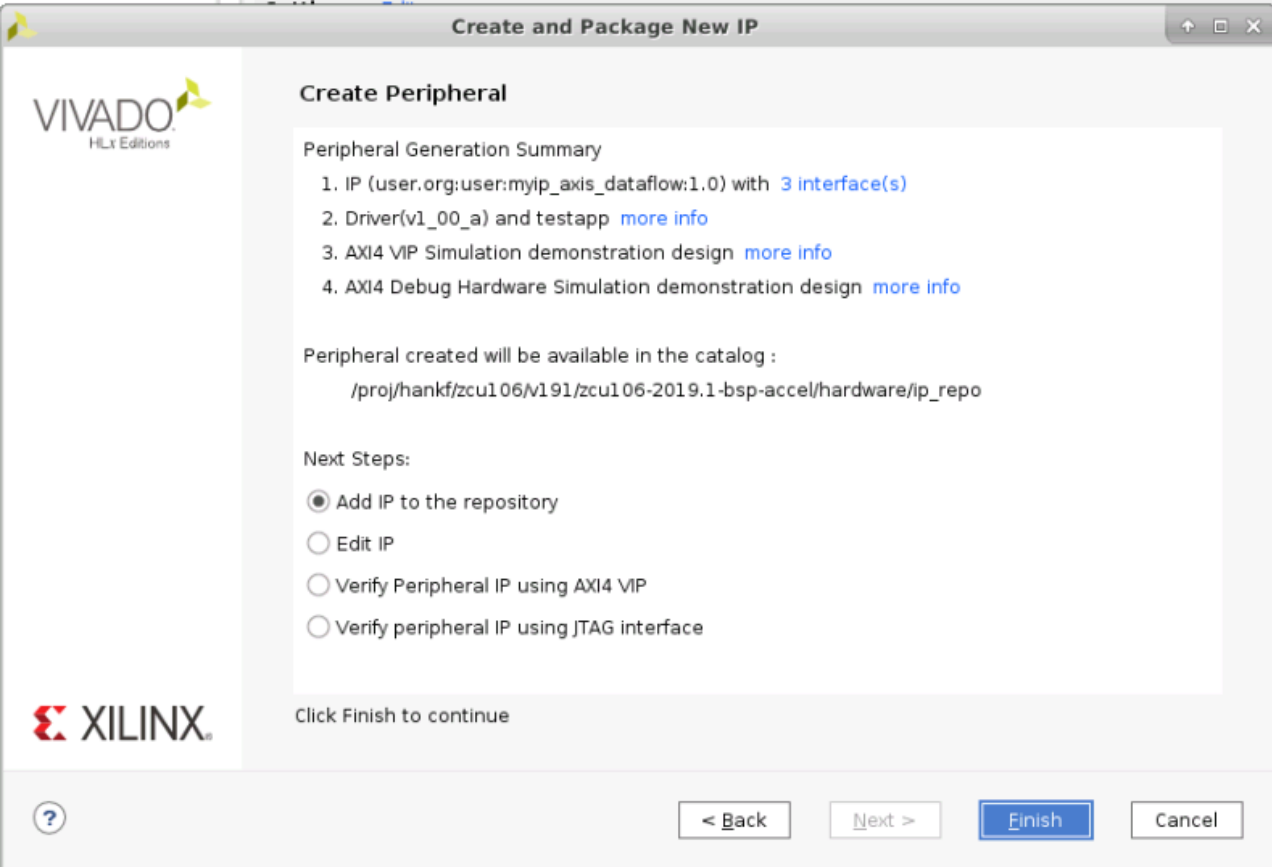 Create and Package New IP
VIVADO
HLx Editions
Create Peripheral
Peripheral Generation Summary
1. IP (user.org:user:myip_axis_dataflow:1.0) with 3 interface(s)
2. Driver(v1_00_a) and testapp more info
3. AXI4 VIP Simulation demonstration design more info
4. AXI4 Debug Hardware Simulation demonstration design more info
Peripheral created will be available in the catalog :
/proj/hankf/zcu106/v191/zcu106-2019.1-bsp-accel/hardware/ip_repo
Next Steps:
Add IP to the repository
Edit IP
Verify Peripheral IP using AXI4 VIP
Verify peripheral IP using JTAG interface
XILINX
Click Finish to continue
?
< Back
Next >
Finish
Cancel